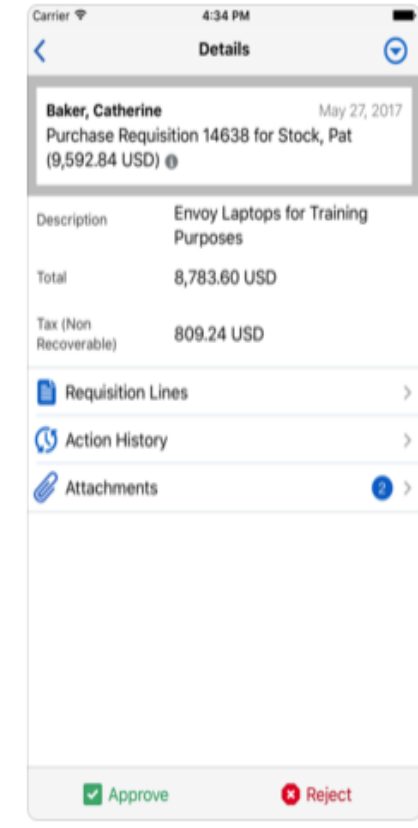 Carrier 4:34 PM
Details
Baker, Catherine May 27, 2017
Purchase Requisition 14638 for Stock, Pat
(9,592.84 USD)
Description Envoy Laptops for Training
Purposes
Total 8,783.60 USD
Tax (Non
Recoverable) 809.24 USD
Requisition Lines
Action History
Attachments 2
Approve Reject